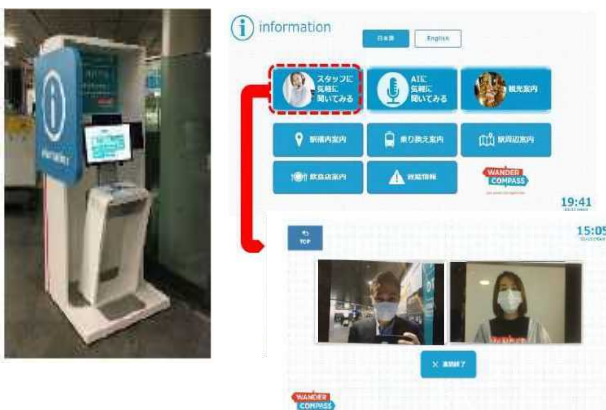 information
日本語
English
スタッフに
気軽に
聞いてみる
AIに
気軽に
聞いてみる
観光案内
駅構内案内
乗り換え案内
駅周辺案内
飲食店案内
運行情報
WANDER
COMPASS
19:41
TOP
15:05
WANDER
COMPASS